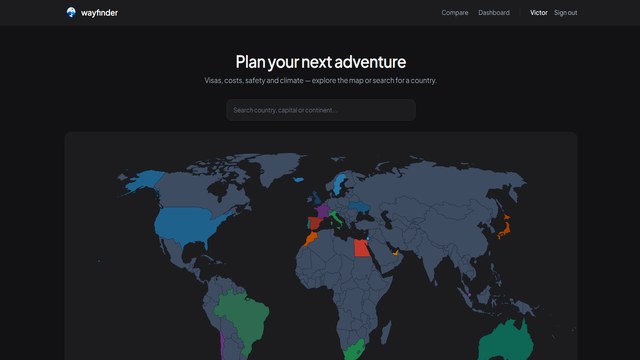 wayfinder
Compare Dashboard Victor Sign out
Plan your next adventure
Visas, costs, safety and climate — explore the map or search for a country.
Search country, capital or continent...